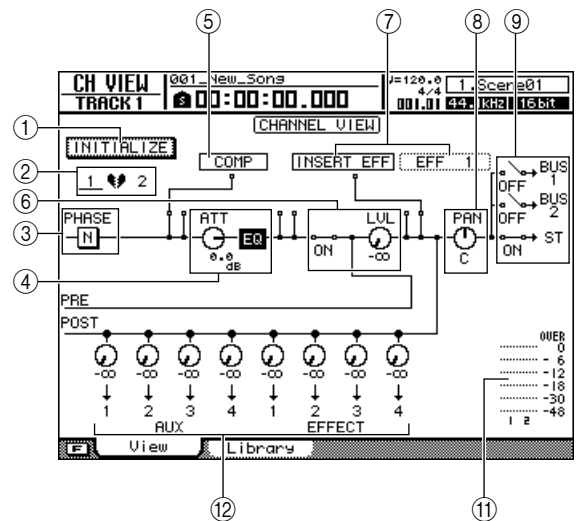 ⑤ ⑦ ⑧ ⑨
CH VIEW 001_New_Song ♩=120.0 4/4 1.Scene01
TRACK 1 S 00:00:00.000 001.01 44.1kHz 16bit
CHANNEL VIEW
① INITIALIZE
COMP INSERT EFF EFF 1
② 1 2
BUS 1
OFF
⑥
③ PHASE ATT LVL PAN
BUS 2
OFF
N EQ ON -∞ C
ST
ON
0.0 dB
④
PRE
POST
-∞ -∞ -∞ -∞ -∞ -∞ -∞ -∞
1 2 3 4 1 2 3 4
AUX EFFECT
OVER
0
- 6
-12
-18
-30
-48
1 2
F View Library
⑫ ⑪